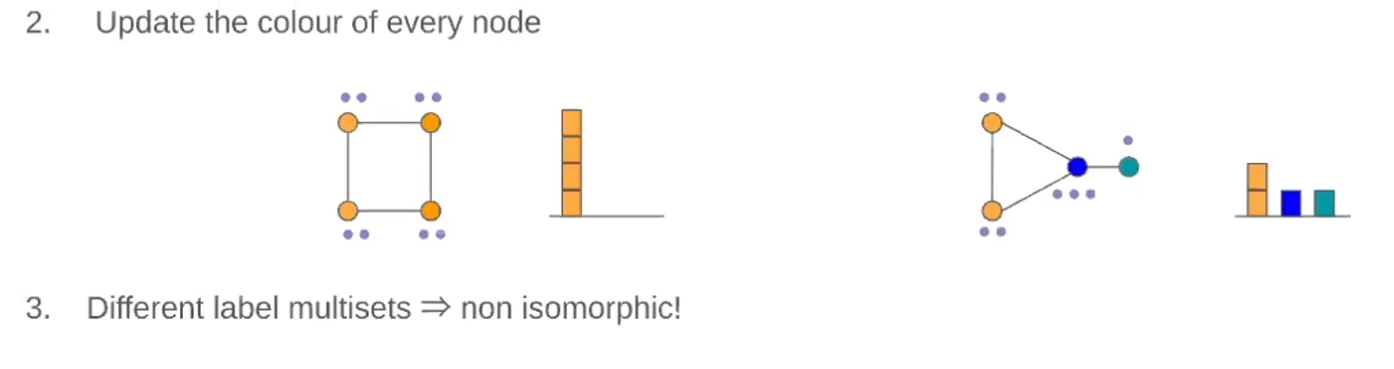 2. Update the colour of every node
3. Different label multisets ⇒ non isomorphic!